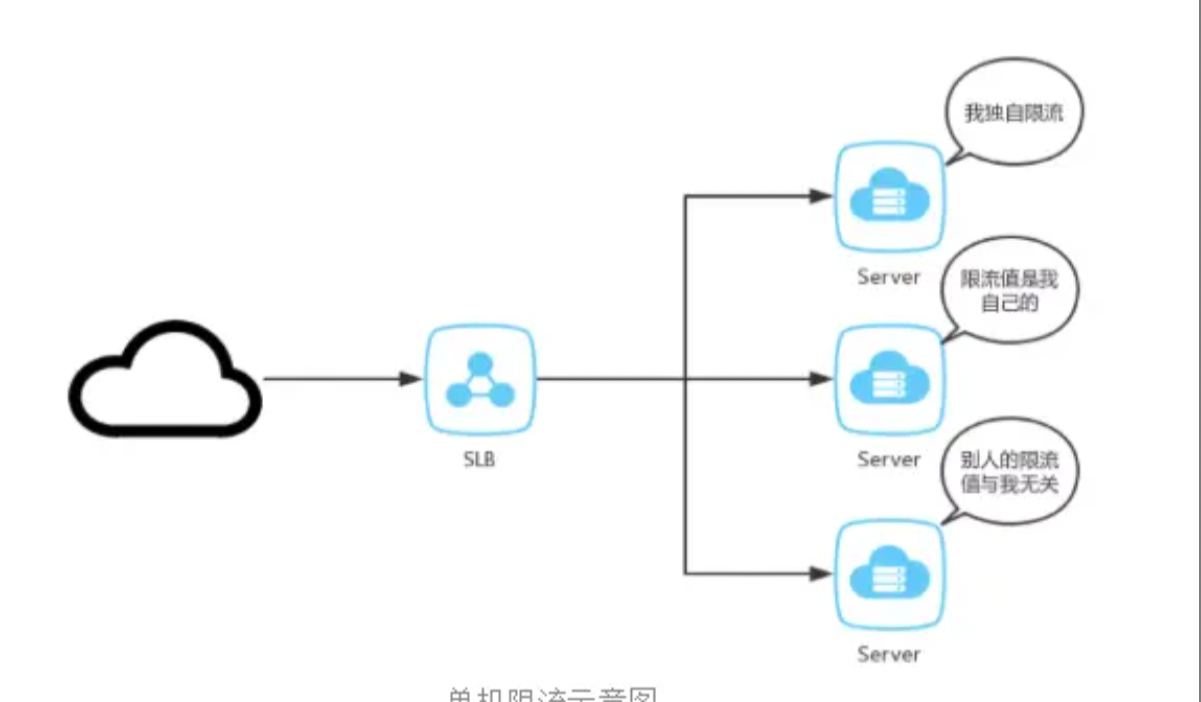 我独自限流
Server
限流值是我
自己的
SLB
Server
别人的限流
值与我无关
Server
单机限流示意图